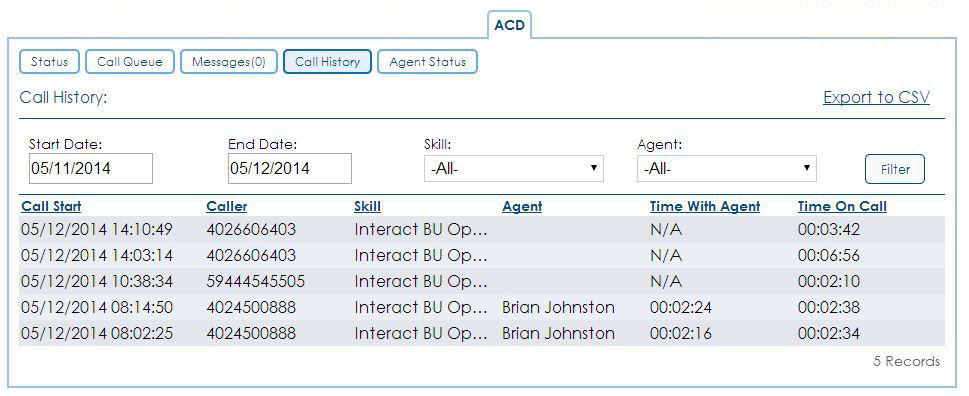 ACD
Status Call Queue Messages(0) Call History Agent Status
Call History: Export to CSV
Start Date: End Date: Skill: Agent:
05/11/2014 05/12/2014 -All- -All- Filter
Call Start Caller Skill Agent Time With Agent Time On Call
05/12/2014 14:10:49 4026606403 Interact BU Op... N/A 00:03:42
05/12/2014 14:03:14 4026606403 Interact BU Op... N/A 00:06:56
05/12/2014 10:38:34 59444545505 Interact BU Op... N/A 00:02:10
05/12/2014 08:14:50 4024500888 Interact BU Op... Brian Johnston 00:02:24 00:02:38
05/12/2014 08:02:25 4024500888 Interact BU Op... Brian Johnston 00:02:16 00:02:34
5 Records